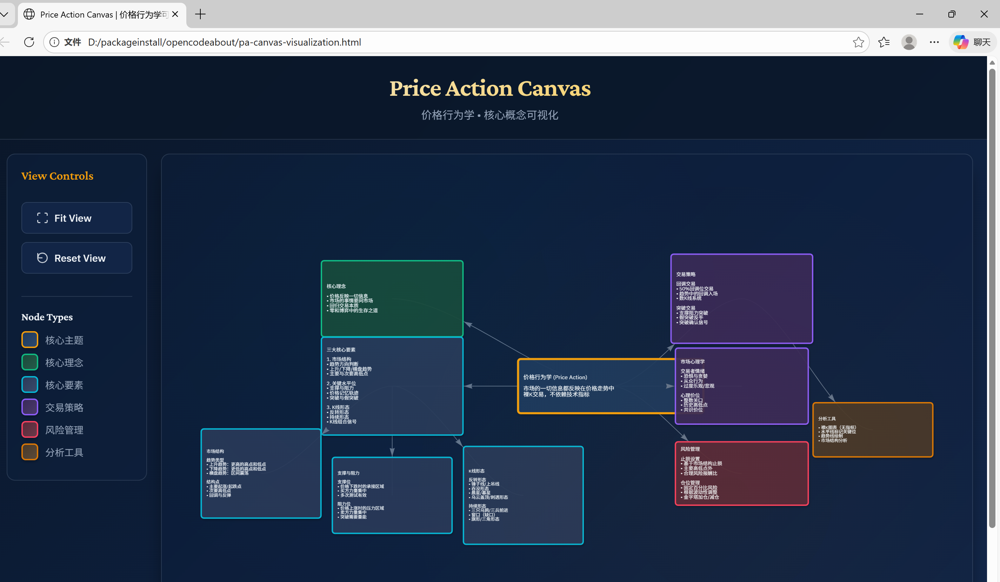 Price Action Canvas | 价格行为学可
文件 D:/packageinstall/opencodeabout/pa-canvas-visualization.html
聊天
Price Action Canvas
价格行为学 • 核心概念可视化
View Controls
Fit View
Reset View
Node Types
核心主题
核心理念
核心要素
交易策略
风险管理
分析工具
核心理念
• 价格反映一切信息
• 市场的事情要问市场
• 回归交易本质
• 零和博弈中的生存之道
三大核心要素
1. 市场结构
• 趋势方向判断
• 上升/下降/横盘趋势
• 主要与次要高低点
2. 关键水平位
• 支撑与阻力
• 价格记忆轨迹
• 突破与假突破
3. K线形态
• 反转形态
• 持续形态
• K线组合信号
市场结构
趋势类型
• 上升趋势：更高的高点和低点
• 下降趋势：更低的高点和低点
• 横盘趋势：区间震荡
结构点
• 主要起涨/起跌点
• 次要高低点
• 回调与反弹
支撑与阻力
支撑位
• 价格下跌时的承接区域
• 买方力量集中
• 多次测试有效
阻力位
• 价格上涨时的压力区域
• 卖方力量集中
• 突破需要量能
K线形态
反转形态
• 锤子线/上吊线
• 吞没形态
• 晨星/暮星
• 乌云盖顶/刺透形态
持续形态
• 三只乌鸦/三兵前进
• 窗口（缺口）
• 旗形/三角形态
价格行为学 (Price Action)
市场的一切信息都反映在价格走势中
裸K交易，不依赖技术指标
交易策略
回调交易
• 50%回调位交易
• 趋势中的回调入场
• 数K线系统
突破交易
• 支撑阻力突破
• 假突破反手
• 突破确认信号
市场心理学
交易者情绪
• 恐惧与贪婪
• 从众行为
• 过度乐观/悲观
心理价位
• 整数关口
• 历史高低点
• 共识价位
风险管理
止损设置
• 基于市场结构止损
• 主要高低点外
• 合理风险报酬比
仓位管理
• 固定百分比风险
• 根据波动性调整
• 金字塔加仓/减仓
分析工具
• 裸K图表（无指标）
• 水平线标记关键位
• 趋势线绘制
• 市场结构分析